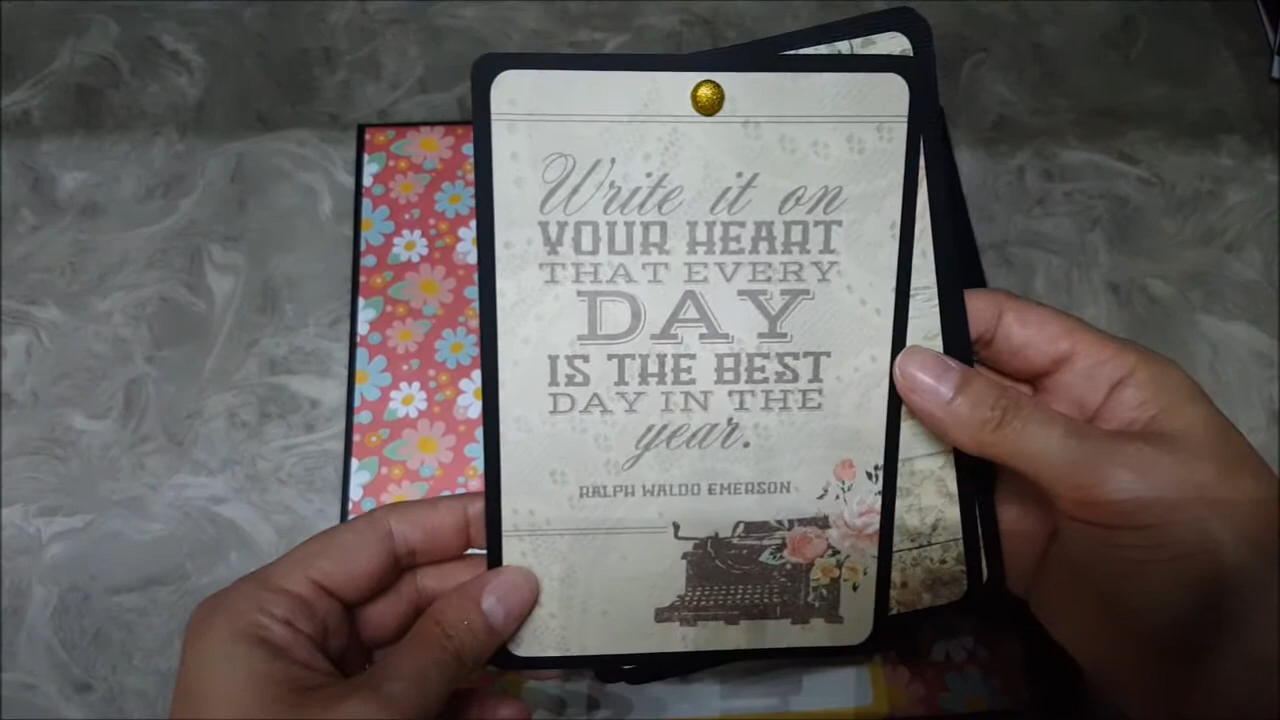 Write it on
YOUR HEART
THAT EVERY
DAY
IS THE BEST
DAY IN THE
year.
RALPH WALDO EMERSON